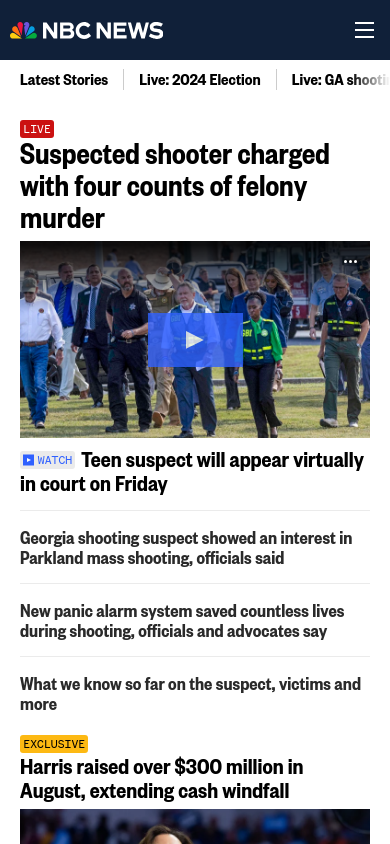 NBC NEWS
Latest Stories
Live: 2024 Election
Live: GA shooti
LIVE
Suspected shooter charged
with four counts of felony
murder
WATCH Teen suspect will appear virtually
in court on Friday
Georgia shooting suspect showed an interest in
Parkland mass shooting, officials said
New panic alarm system saved countless lives
during shooting, officials and advocates say
What we know so far on the suspect, victims and
more
EXCLUSIVE
Harris raised over $300 million in
August, extending cash windfall